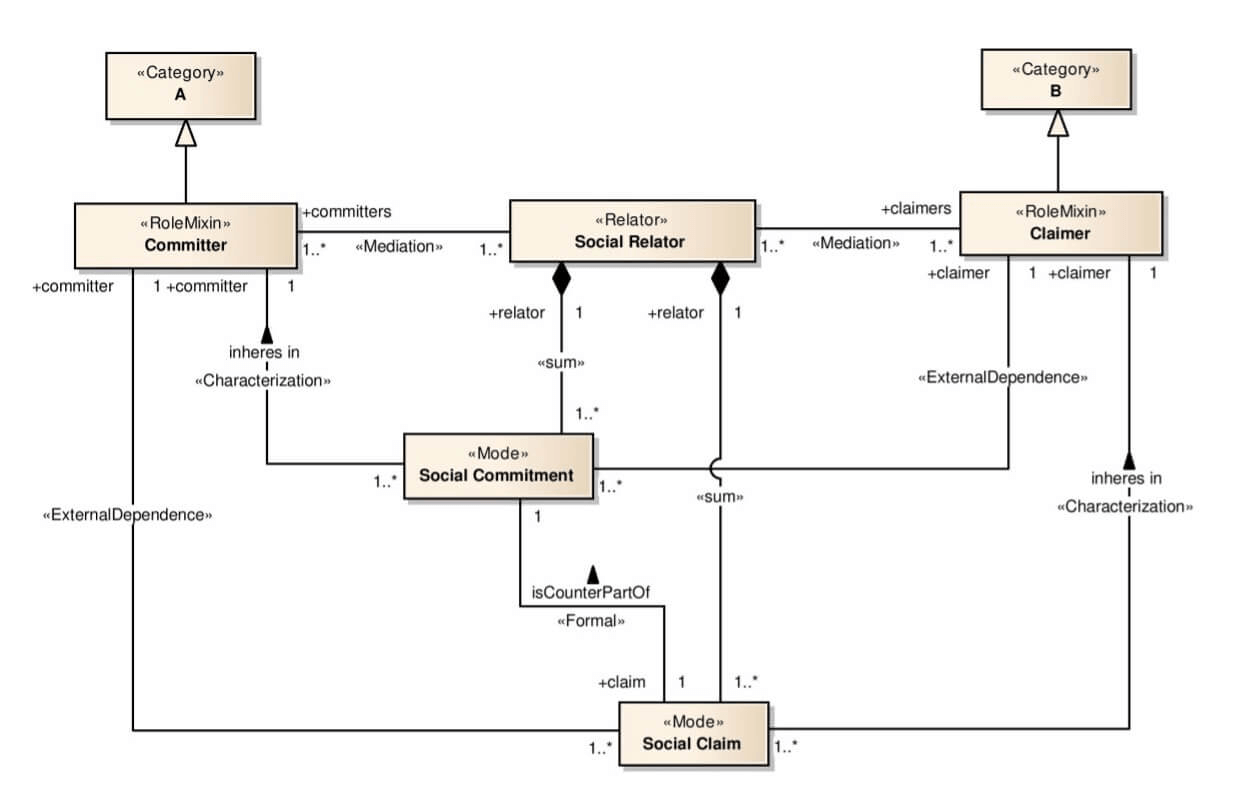 «Category»
A
«Category»
B
«RoleMixin»
Committer
+committers
1..*
«Mediation»
1..*
«Relator»
Social Relator
1..*
«Mediation»
+claimers
1..*
«RoleMixin»
Claimer
+committer
1
+committer
1
+relator
1
+relator
1
+claimer
1
+claimer
1
inheres in
«Characterization»
«sum»
«ExternalDependence»
1..*
«Mode»
Social Commitment
1..*
1..*
1
«sum»
inheres in
«Characterization»
«ExternalDependence»
isCounterPartOf
«Formal»
+claim
1
1..*
«Mode»
Social Claim
1..*
1..*